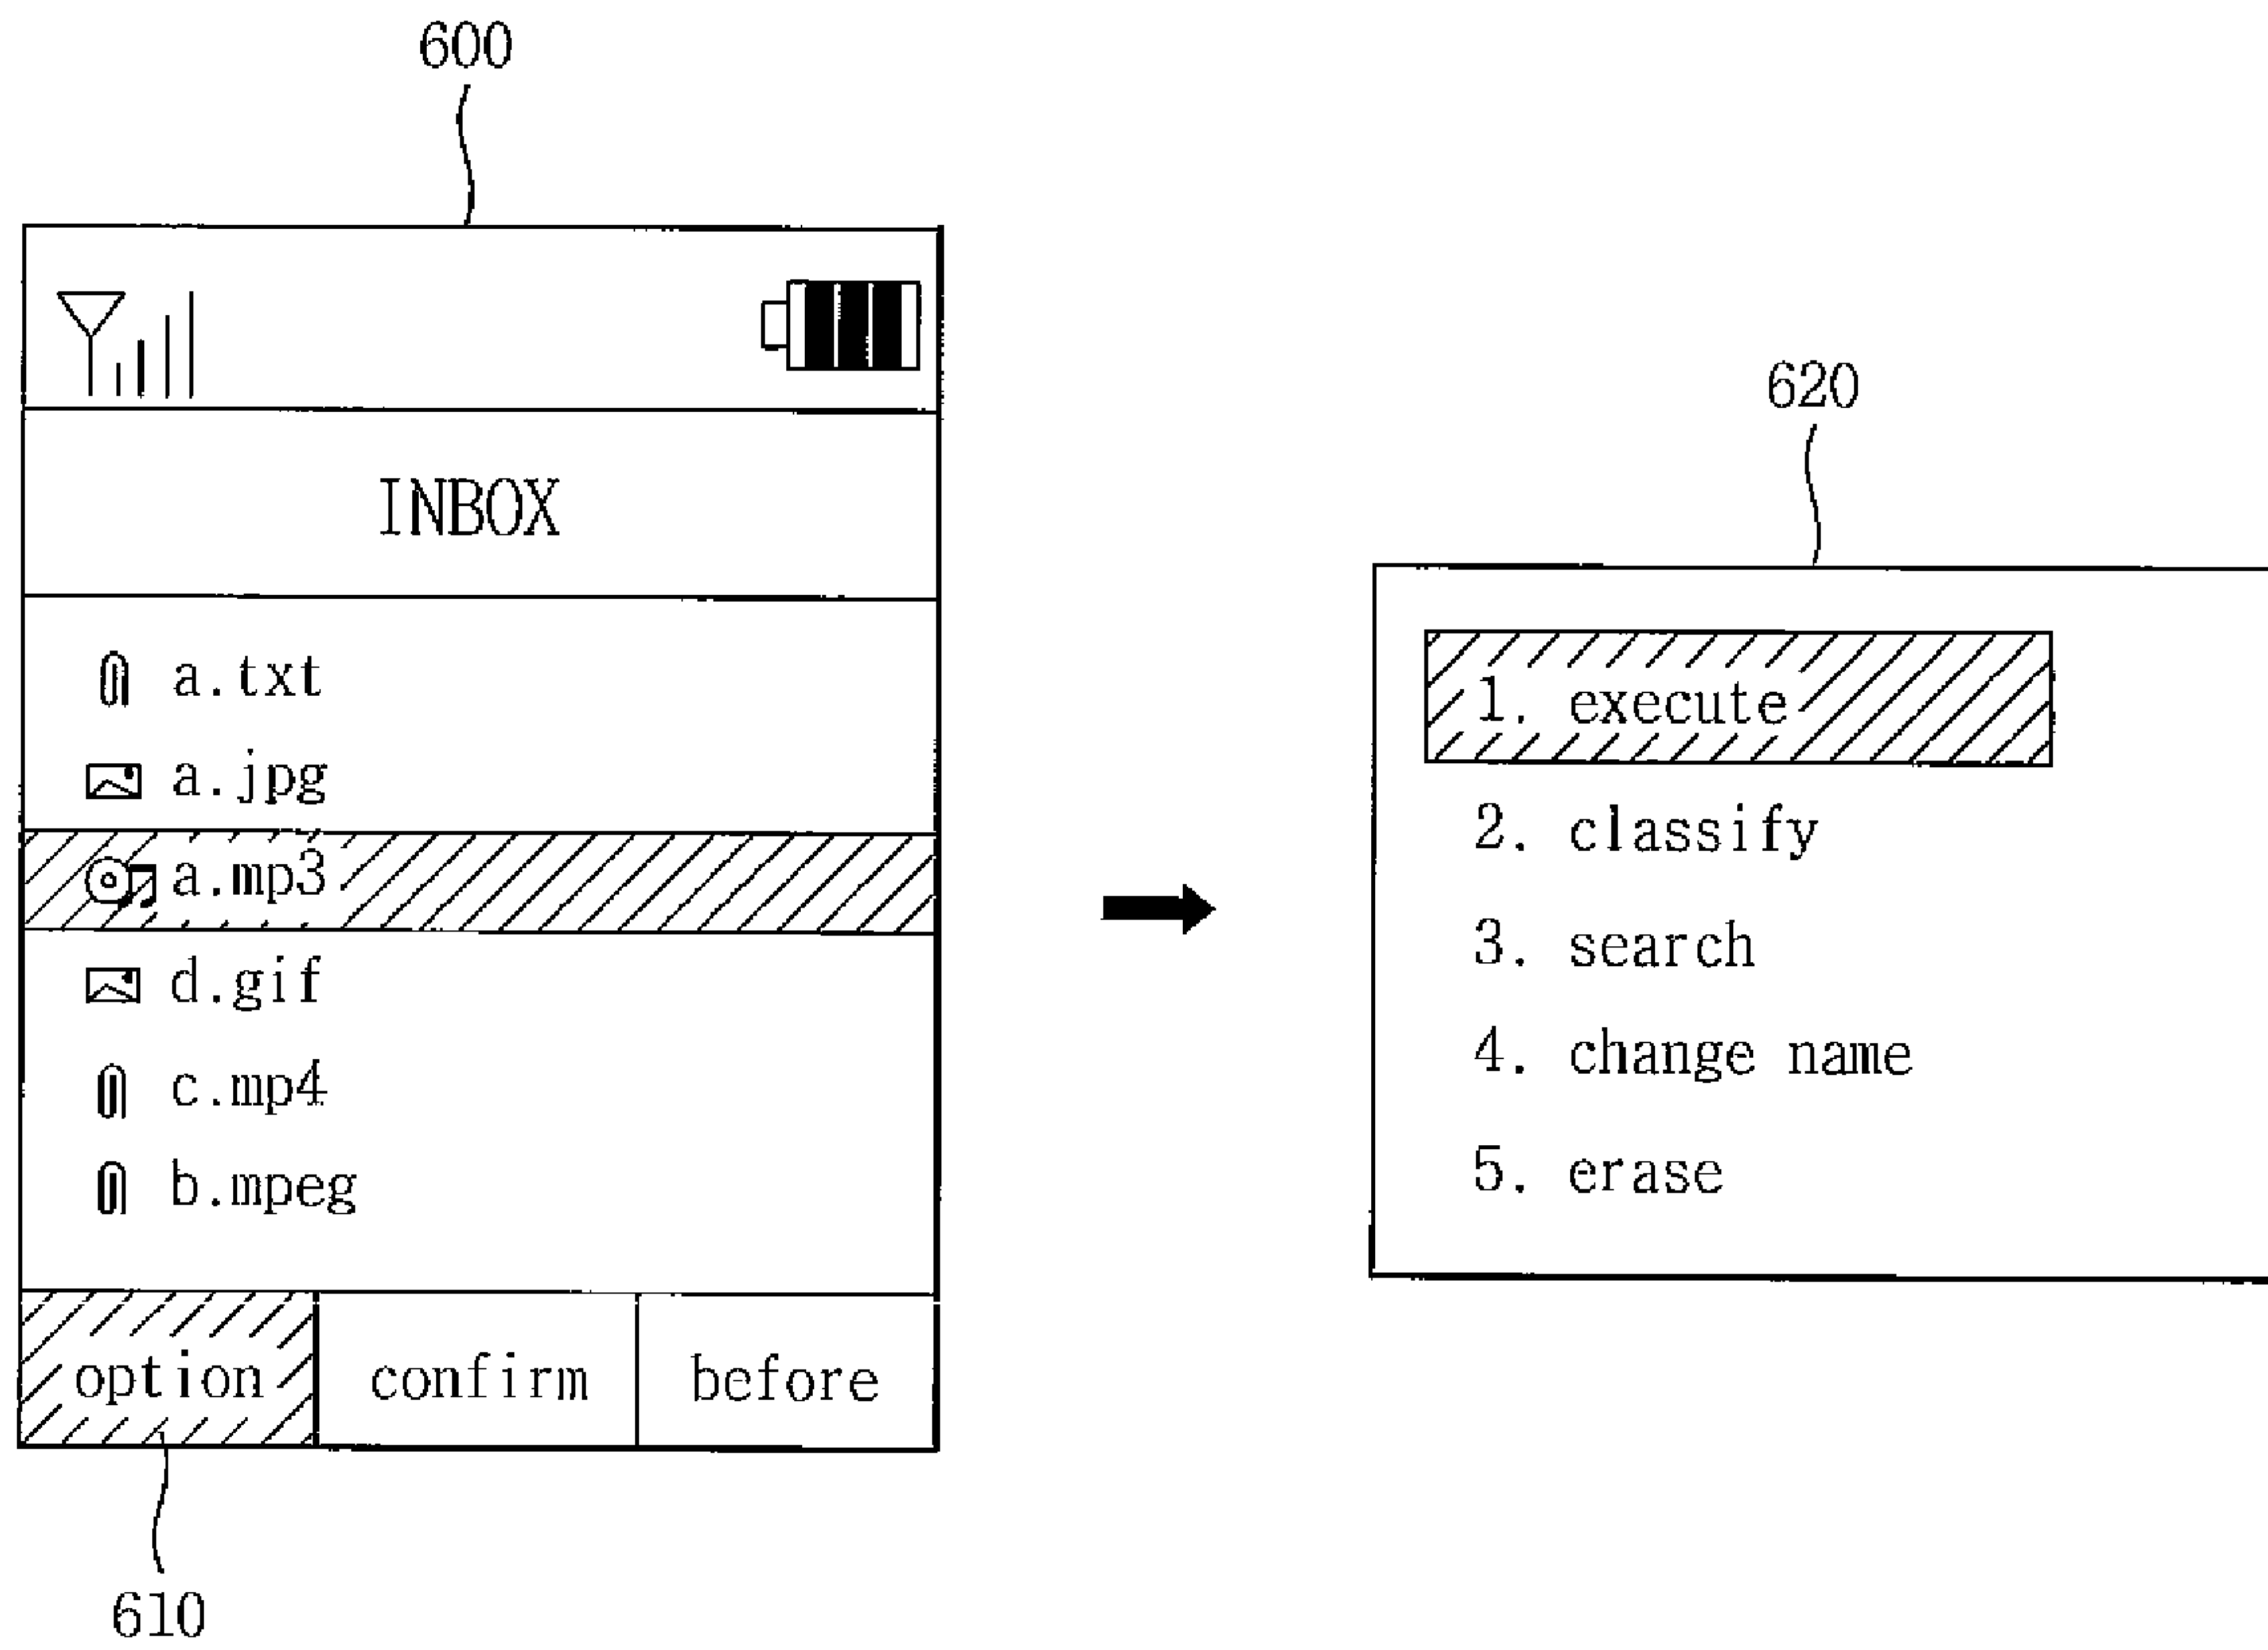 600
INBOX
a.txt
a.jpg
a.mp3
d.gif
c.mp4
b.mpeg
option confirm before
610
620
1. execute
2. classify
3. search
4. change name
5. erase